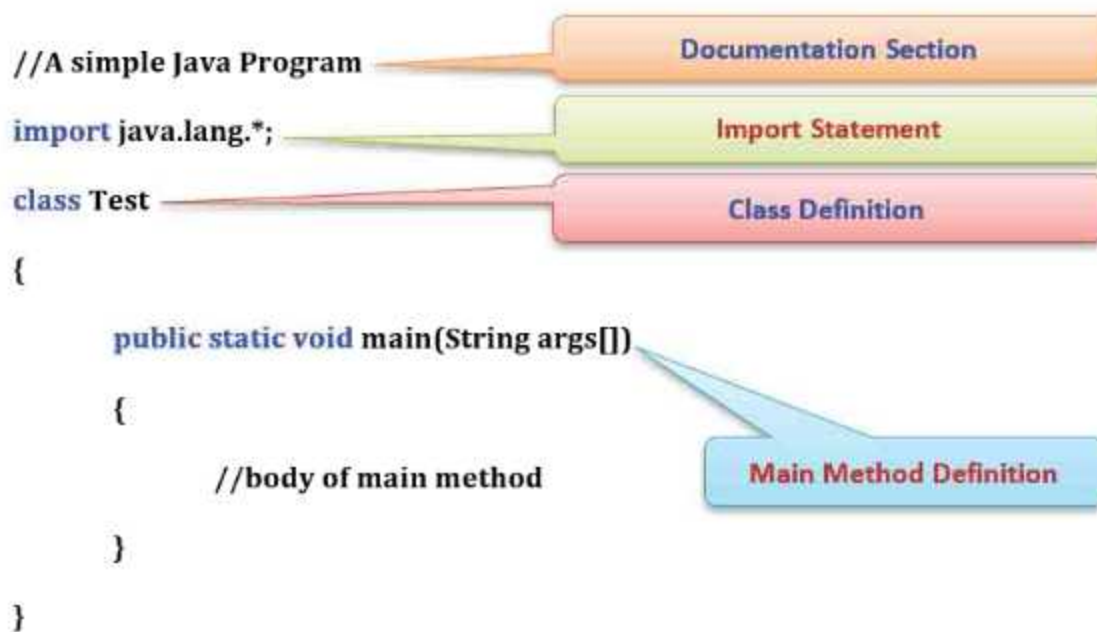 //A simple Java Program
Documentation Section
import java.lang.*;
Import Statement
class Test
Class Definition
{
public static void main(String args[])
{
//body of main method
Main Method Definition
}
}